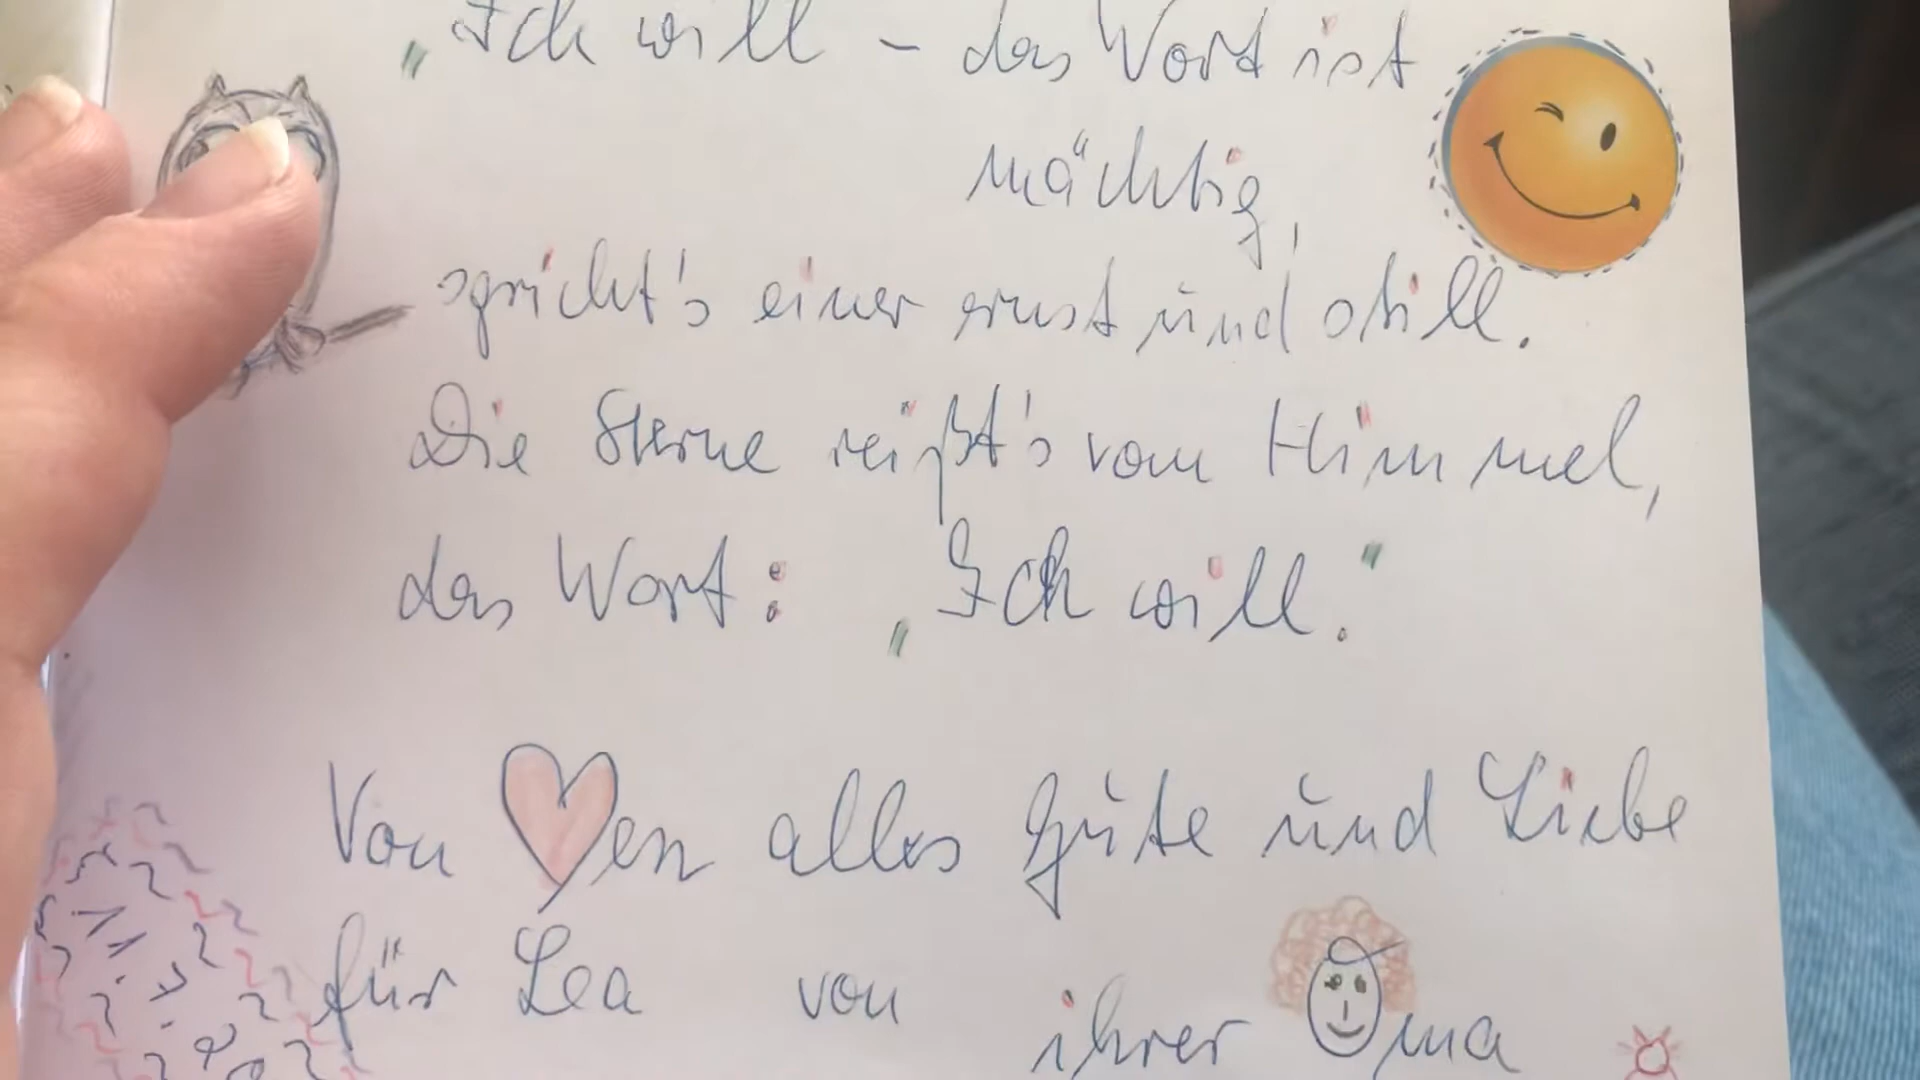 „Ich will – das Wort ist
mächtig,
spricht's einer ernst und still.
Die Sterne reißt's vom Himmel,
das Wort: „Ich will."
Von ♥en alles Gute und Liebe
für Lea von ihrer Oma